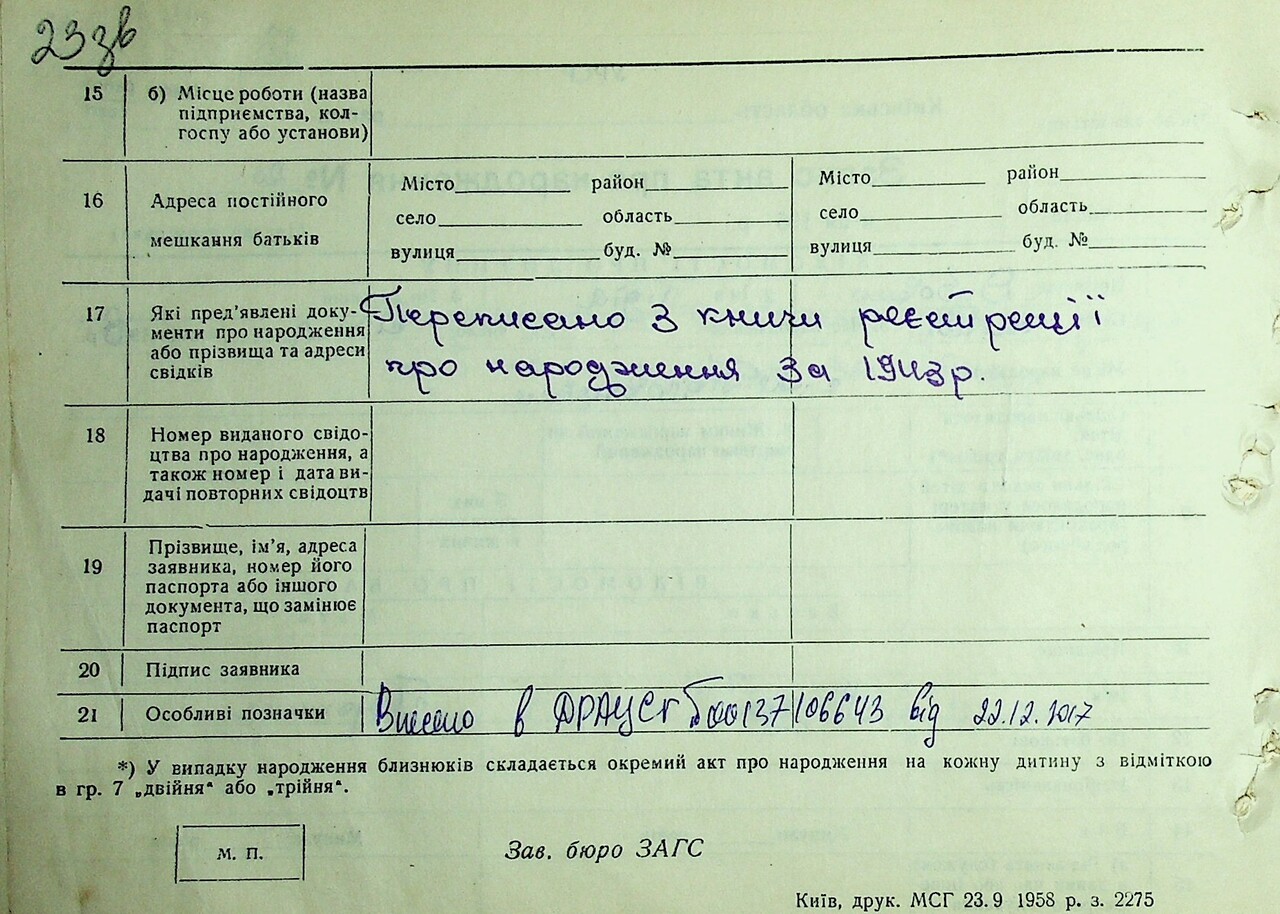 23зв
15 б) Місце роботи (назва
підприємства, кол-
госпу або установи)
16 Адреса постійного
мешкання батьків
Місто район
село область
вулиця буд. №
Місто район
село область
вулиця буд. №
17 Які пред’явлені доку-
менти про народження
або прізвища та адреси
свідків
Переписано з книги реєстрації
про народження за 1943р.
18 Номер виданого свідо-
цтва про народження, а
також номер і дата ви-
дачі повторних свідоцтв
19 Прізвище, ім’я, адреса
заявника, номер його
паспорта або іншого
документа, що замінює
паспорт
20 Підпис заявника
21 Особливі позначки
Внесено в ДРАЦСг 00137106643 від 22.12.2017
*) У випадку народження близнюків складається окремий акт про народження на кожну дитину з відміткою
в гр. 7 „двійня“ або „трійня“.
М. П.
Зав. бюро ЗАГС
Київ, друк. МСГ 23.9 1958 р. з. 2275